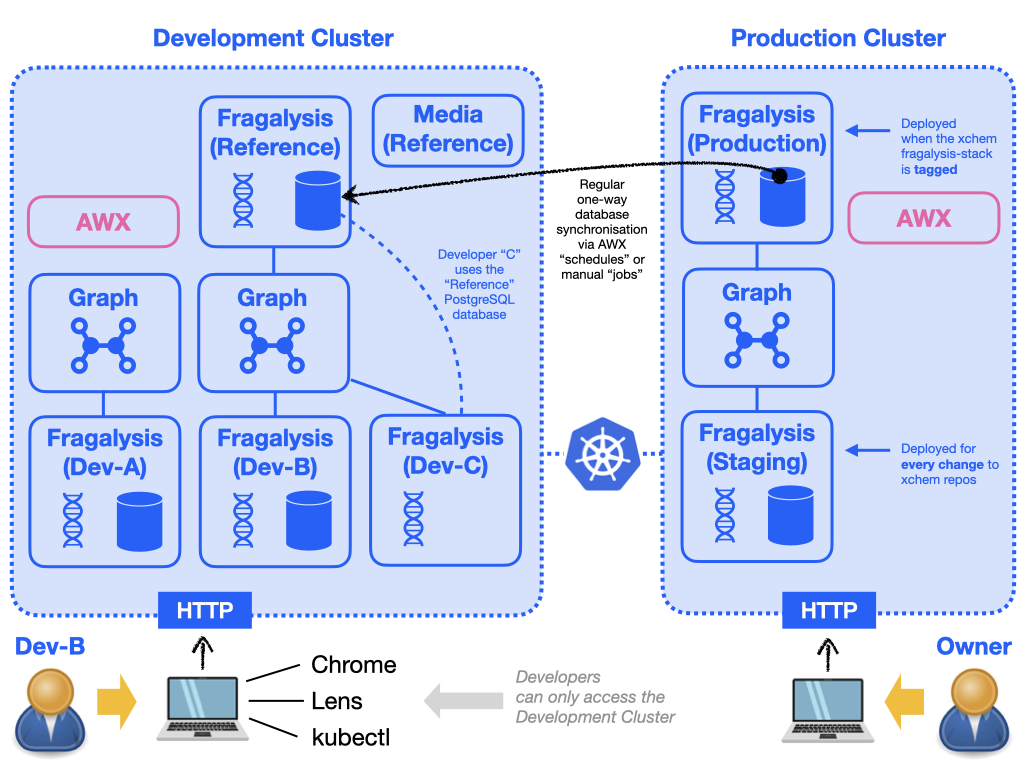 Development Cluster
Production Cluster
Fragalysis
(Reference)
Media
(Reference)
AWX
Graph
Graph
Developer “C”
uses the
“Reference”
PostgreSQL
database
Fragalysis
(Dev-A)
Fragalysis
(Dev-B)
Fragalysis
(Dev-C)
Regular
one-way
database
synchronisation
via AWX
“schedules” or
manual “jobs”
Fragalysis
(Production)
Deployed
when the xchem
fragalysis-stack
is tagged
AWX
Graph
Fragalysis
(Staging)
Deployed for
every change to
xchem repos
HTTP
HTTP
Dev-B
Chrome
Lens
kubectl
Developers
can only access the
Development Cluster
Owner